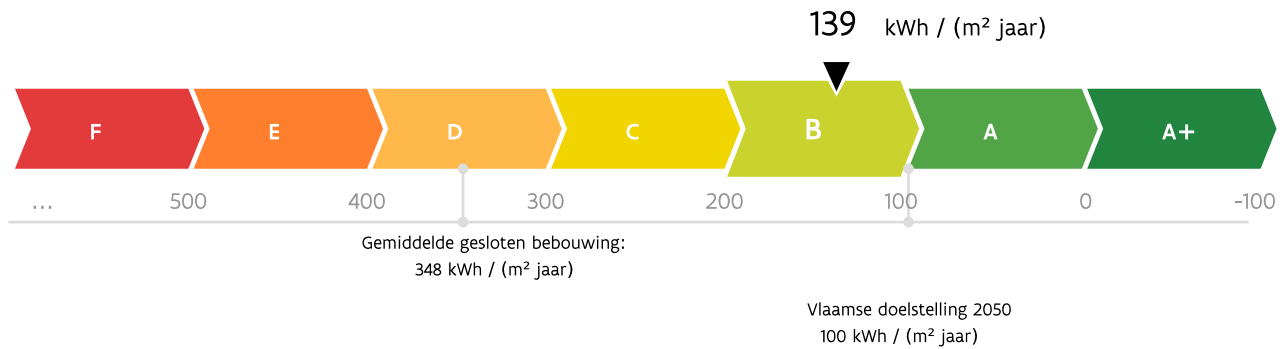 139 kWh / (m² jaar)
F E D C B A A+
... 500 400 300 200 100 0 -100
Gemiddelde gesloten bebouwing:
348 kWh / (m² jaar)
Vlaamse doelstelling 2050
100 kWh / (m² jaar)